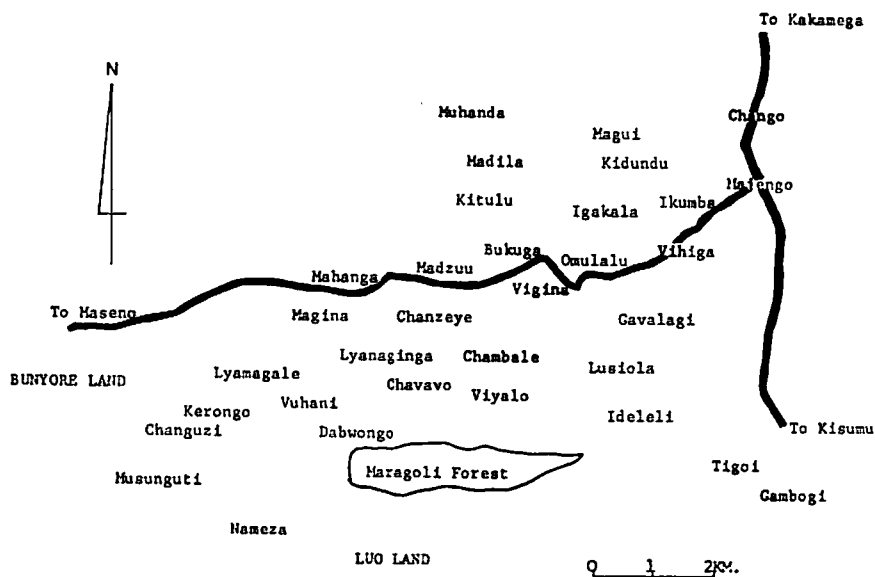 To Kakamega
N
Muhanda
Chango
Magui
Madila
Kidundu
Majengo
Kitulu
Ikumba
Igakala
Bukuga
Omulalu
Vihiga
Mahanga
Madzuu
Vigina
To Maseno
Magina
Chanzeye
Gavalagi
Lyanaginga
Chambale
BUNYORE LAND
Lyamagale
Lusiola
Chavavo
Viyalo
Vuhani
Kerongo
Ideleli
Changuzi
Dabwongo
To Kisumu
Maragoli Forest
Tigoi
Musunguti
Gambogi
Nameza
LUO LAND
0 1 2KM.